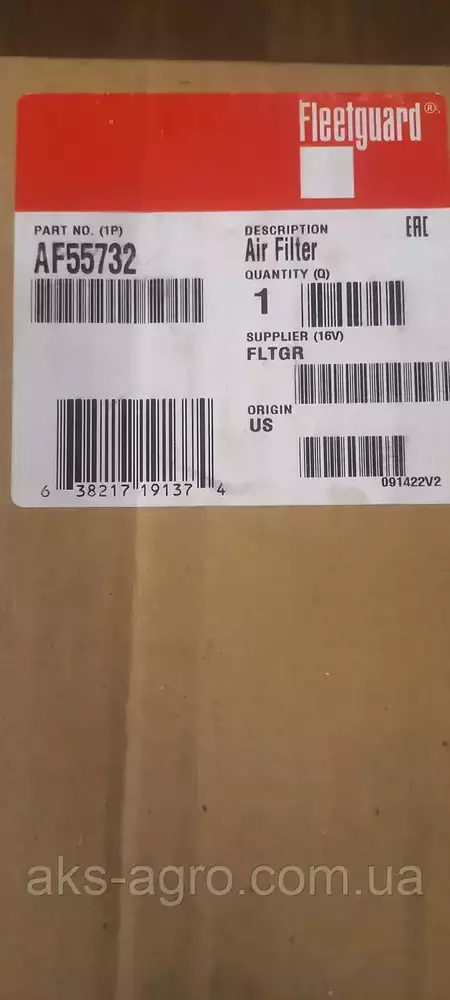 Fleetguard®
PART NO. (1P)
AF55732
DESCRIPTION
Air Filter
EAC
QUANTITY (Q)
1
SUPPLIER (16V)
FLTGR
ORIGIN
US
6 38217 19137 4
091422V2
aks-agro.com.ua